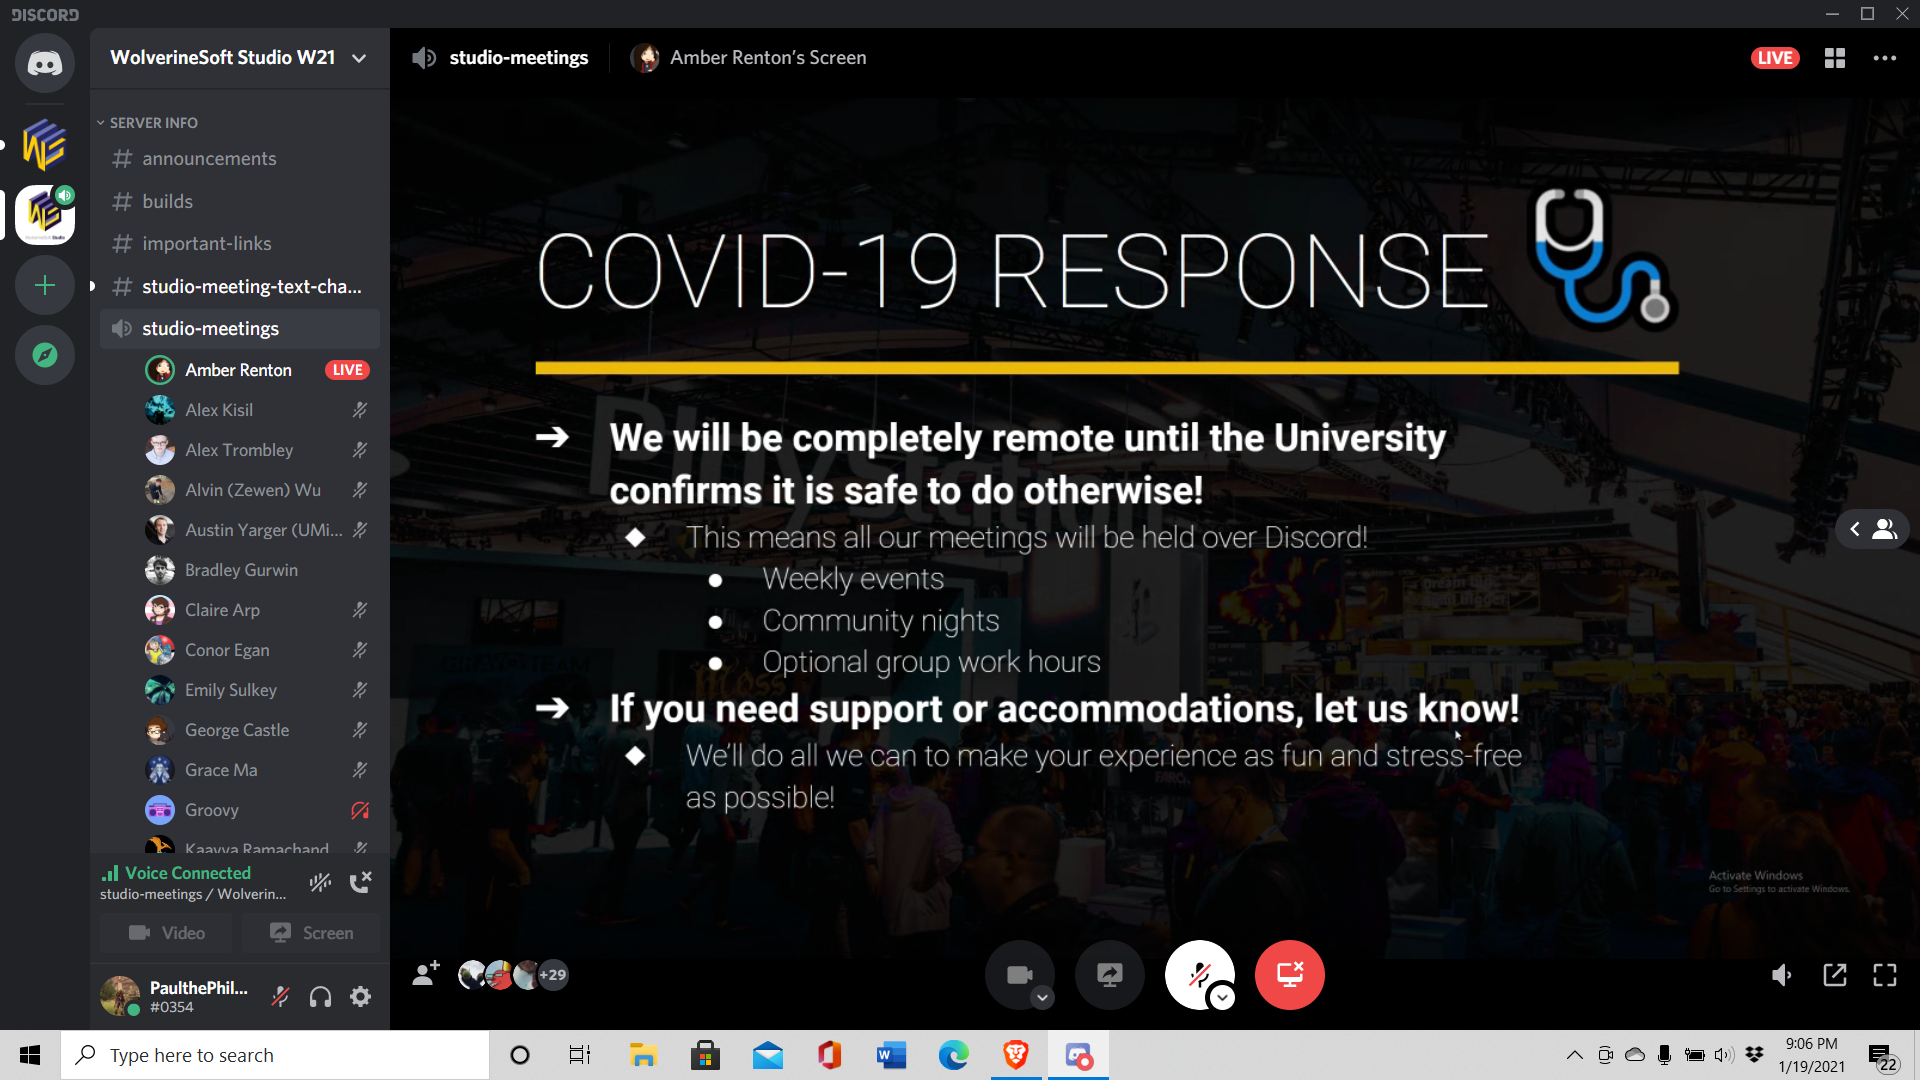 DISCORD
WolverineSoft Studio W21
studio-meetings
Amber Renton's Screen
LIVE
SERVER INFO
announcements
builds
important-links
studio-meeting-text-cha...
studio-meetings
Amber Renton LIVE
Alex Kisil
Alex Trombley
Alvin (Zewen) Wu
Austin Yarger (UMi...
Bradley Gurwin
Claire Arp
Conor Egan
Emily Sulkey
George Castle
Grace Ma
Groovy
Kaavya Ramachand
Voice Connected
studio-meetings / Wolverin...
Video
Screen
PaulthePhil...
#0354
COVID-19 RESPONSE
We will be completely remote until the University
confirms it is safe to do otherwise!
This means all our meetings will be held over Discord!
Weekly events
Community nights
Optional group work hours
If you need support or accommodations, let us know!
We'll do all we can to make your experience as fun and stress-free
as possible!
PlayStation
Moss
Activate Windows
Go to Settings to activate Windows.
+29
Type here to search
9:06 PM
1/19/2021
22